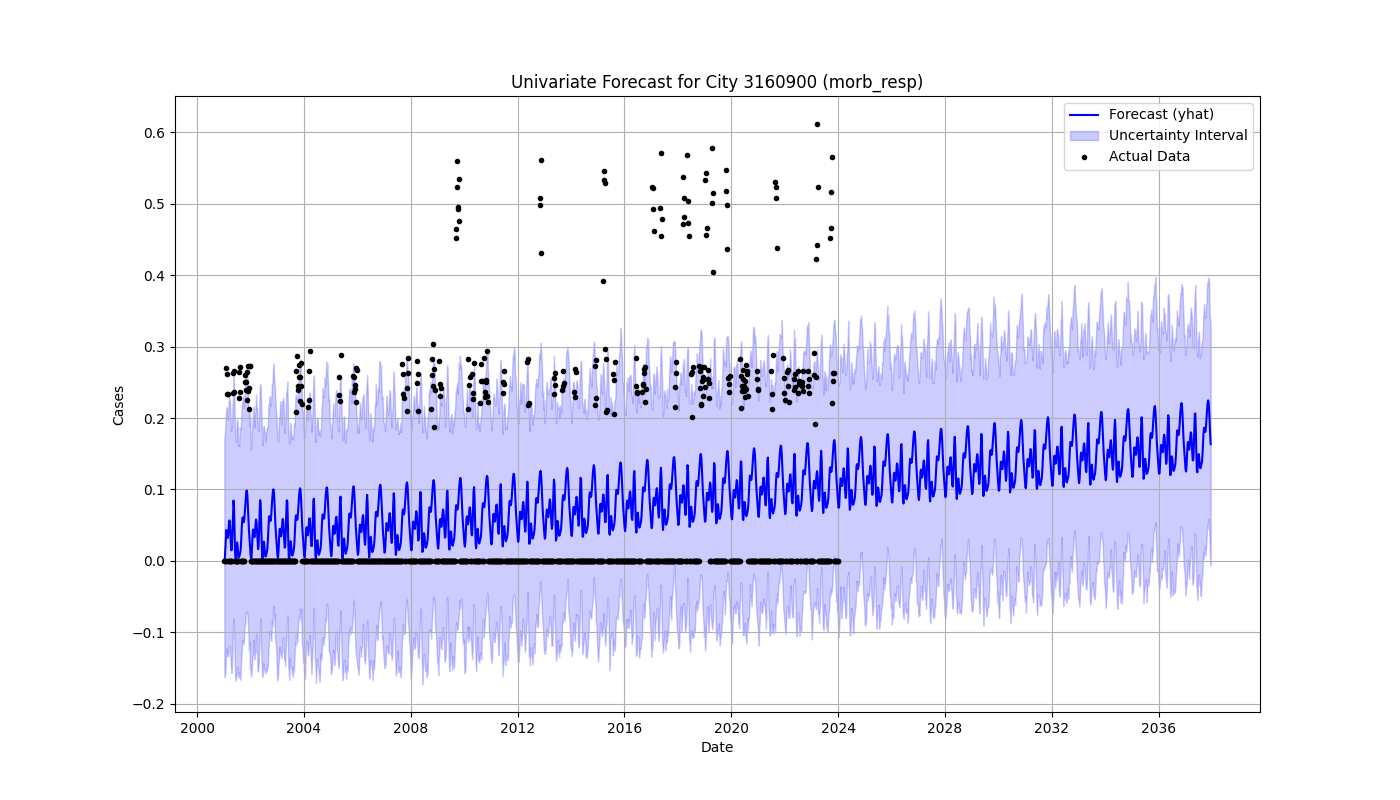 Univariate Forecast for City 3160900 (morb_resp)
Forecast (yhat)
Uncertainty Interval
Actual Data
Cases
0.6
0.5
0.4
0.3
0.2
0.1
0.0
−0.1
−0.2
2000 2004 2008 2012 2016 2020 2024 2028 2032 2036
Date